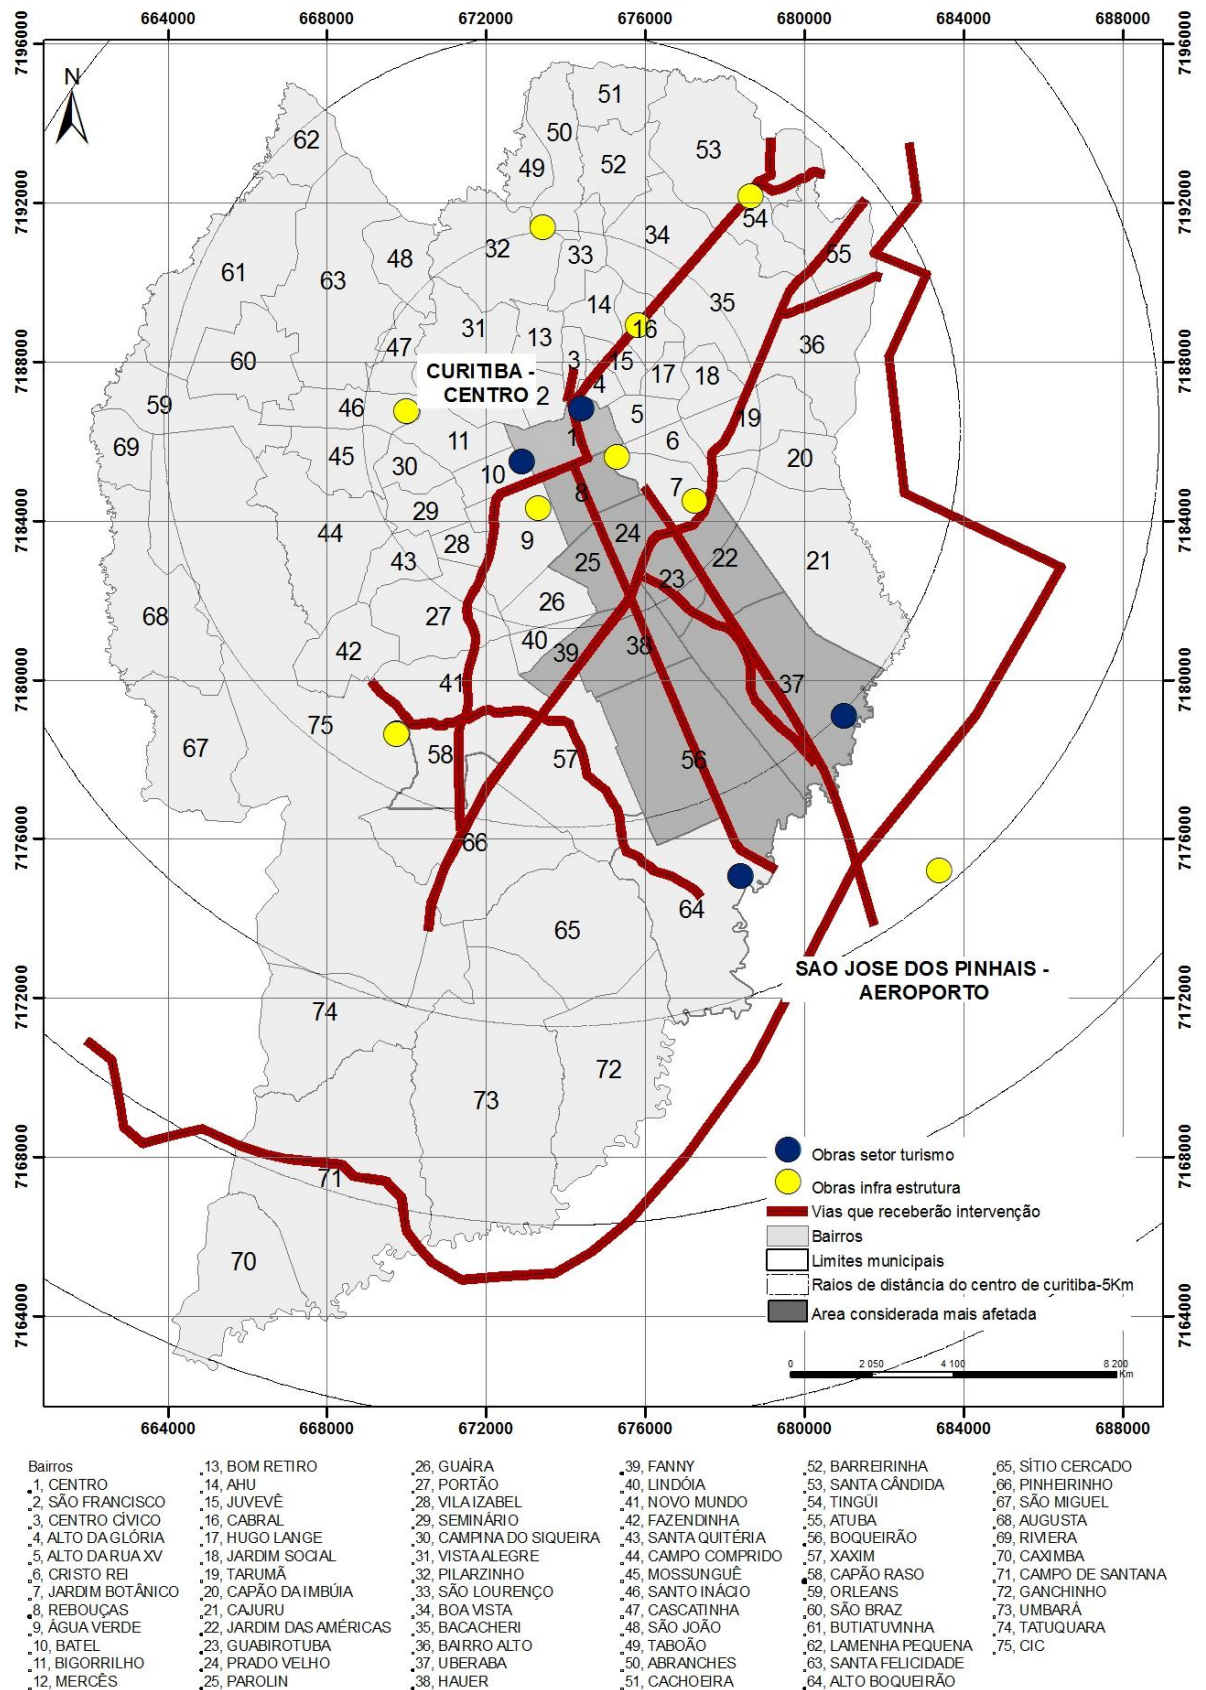 664000 668000 672000 676000 680000 684000 688000
7196000 7196000
N
51
62 50 53
49 52
7192000 7192000
54
32 34
48 33 55
61 63
14 35
31 13 16 36
47
7188000 7188000
60 3 15
CURITIBA -
CENTRO
17 18
2 4
59 46 5 19
69 11 1 6
45 30 10 20
8 7
29
7184000 7184000
44 28 9 24
43 25 22 21
23
26
68 27
42 40 39 38
7180000 7180000
41 37
75
67 58 57 56
7176000 7176000
66
64
65
SAO JOSE DOS PINHAIS -
AEROPORTO
7172000 7172000
74
72
73
7168000 7168000
71
70
7164000 7164000
Obras setor turismo
Obras infra estrutura
Vias que receberão intervenção
Bairros
Limites municipais
Raios de distância do centro de curitiba-5Km
Area considerada mais afetada
0 2 050 4 100 8 200
Km
664000 668000 672000 676000 680000 684000 688000
Bairros
1, CENTRO
2, SÃO FRANCISCO
3, CENTRO CÍVICO
4, ALTO DA GLÓRIA
5, ALTO DA RUA XV
6, CRISTO REI
7, JARDIM BOTÂNICO
8, REBOUÇAS
9, ÁGUA VERDE
10, BATEL
11, BIGORRILHO
12, MERCÊS
13, BOM RETIRO
14, AHU
15, JUVEVÊ
16, CABRAL
17, HUGO LANGE
18, JARDIM SOCIAL
19, TARUMÃ
20, CAPÃO DA IMBÚIA
21, CAJURU
22, JARDIM DAS AMÉRICAS
23, GUABIROTUBA
24, PRADO VELHO
25, PAROLIN
26, GUAÍRA
27, PORTÃO
28, VILA IZABEL
29, SEMINÁRIO
30, CAMPINA DO SIQUEIRA
31, VISTA ALEGRE
32, PILARZINHO
33, SÃO LOURENÇO
34, BOA VISTA
35, BACACHERI
36, BAIRRO ALTO
37, UBERABA
38, HAUER
39, FANNY
40, LINDÓIA
41, NOVO MUNDO
42, FAZENDINHA
43, SANTA QUITÉRIA
44, CAMPO COMPRIDO
45, MOSSUNGUÊ
46, SANTO INÁCIO
47, CASCATINHA
48, SÃO JOÃO
49, TABOÃO
50, ABRANCHES
51, CACHOEIRA
52, BARREIRINHA
53, SANTA CÂNDIDA
54, TINGÜI
55, ATUBA
56, BOQUEIRÃO
57, XAXIM
58, CAPÃO RASO
59, ORLEANS
60, SÃO BRAZ
61, BUTIATUVINHA
62, LAMENHA PEQUENA
63, SANTA FELICIDADE
64, ALTO BOQUEIRÃO
65, SÍTIO CERCADO
66, PINHEIRINHO
67, SÃO MIGUEL
68, AUGUSTA
69, RIVIERA
70, CAXIMBA
71, CAMPO DE SANTANA
72, GANCHINHO
73, UMBARÁ
74, TATUQUARA
75, CIC